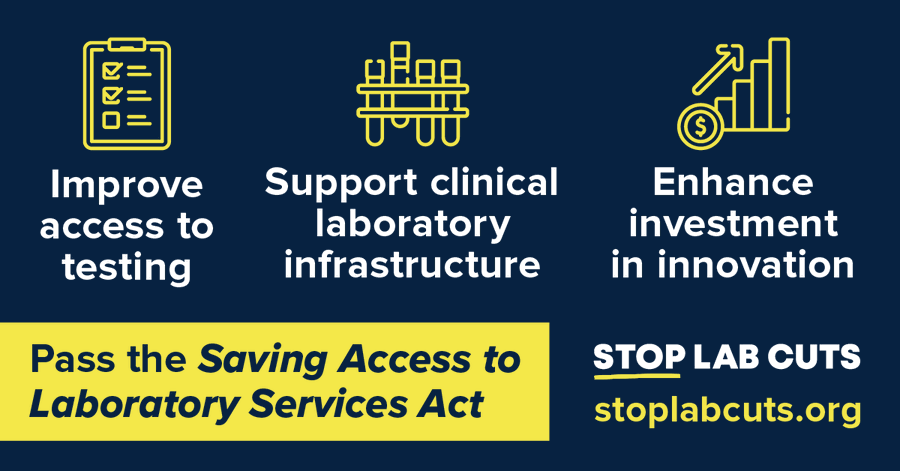 Improve
access to
testing
Support clinical
laboratory
infrastructure
$
Enhance
investment
in innovation
Pass the Saving Access to
Laboratory Services Act
STOP LAB CUTS
stoplabcuts.org